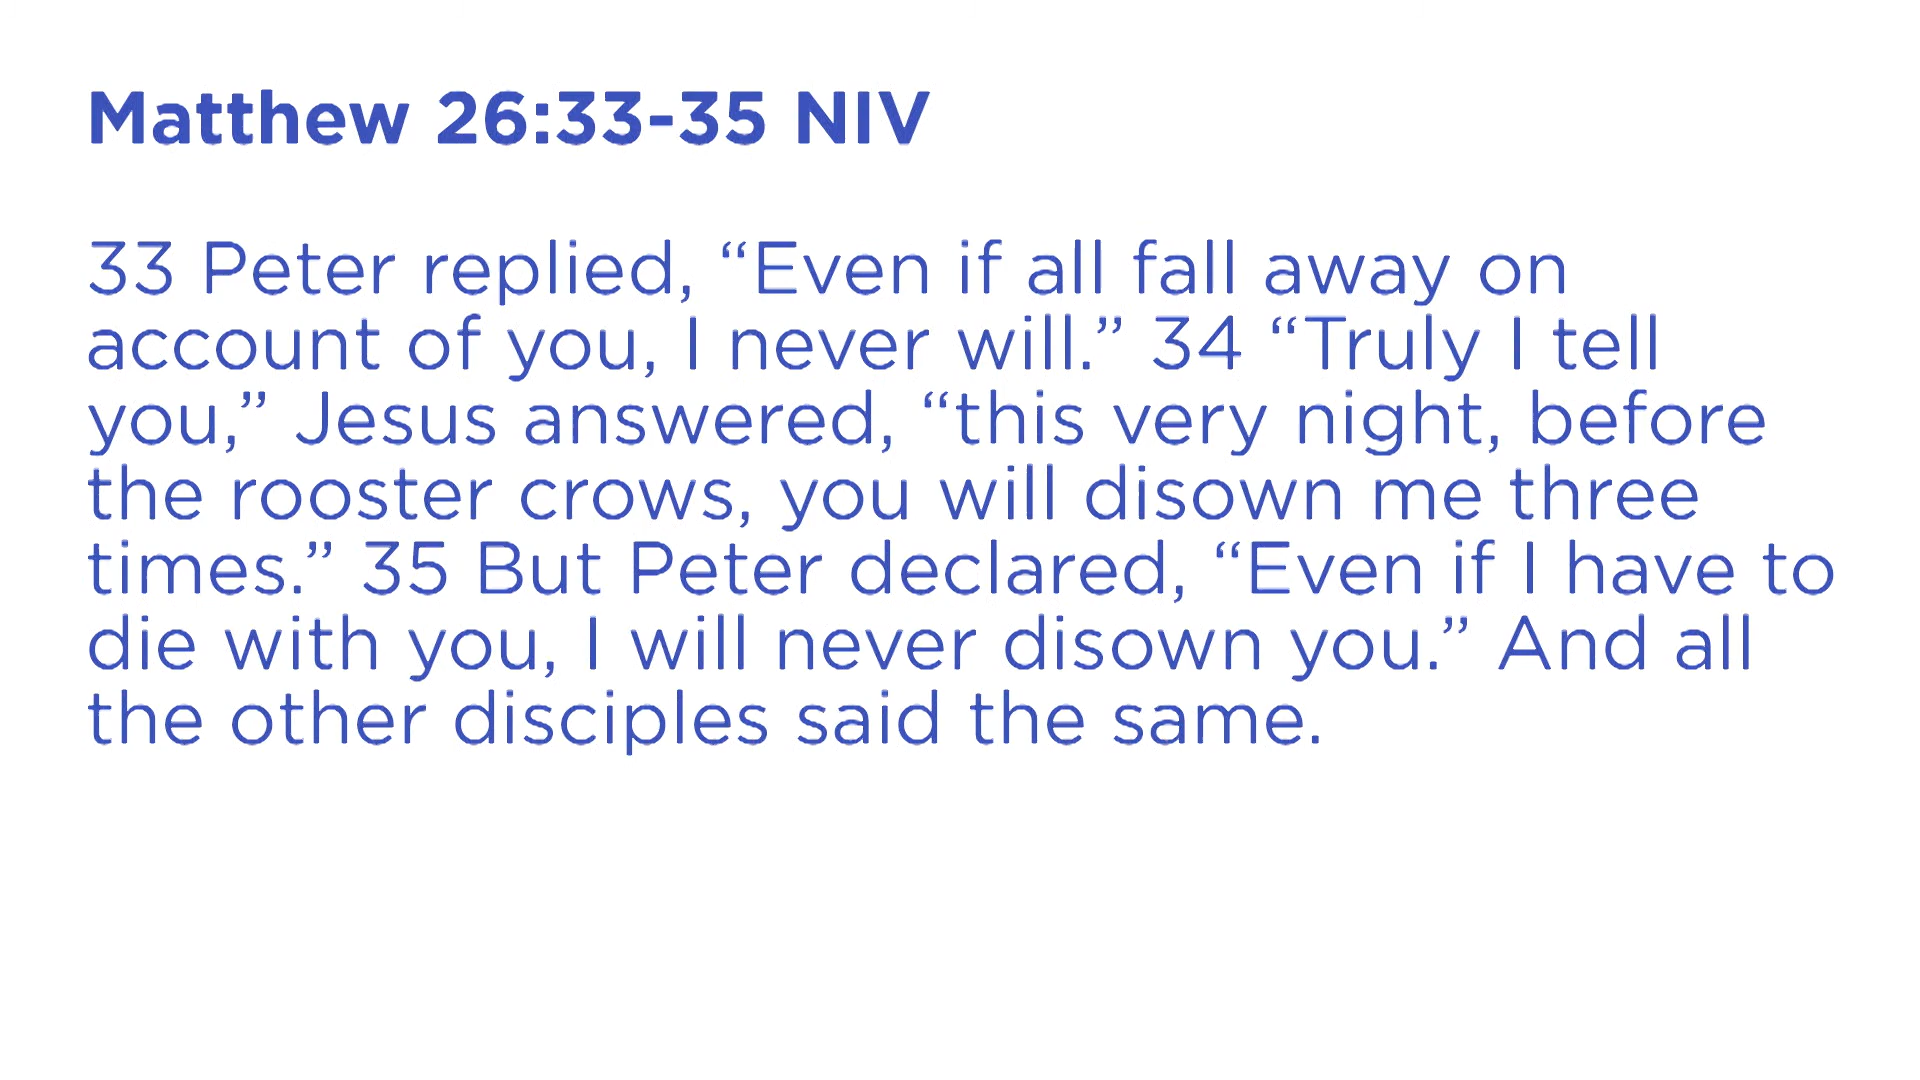 Matthew 26:33-35 NIV
33 Peter replied, “Even if all fall away on
account of you, I never will.” 34 “Truly I tell
you,” Jesus answered, “this very night, before
the rooster crows, you will disown me three
times.” 35 But Peter declared, “Even if I have to
die with you, I will never disown you.” And all
the other disciples said the same.